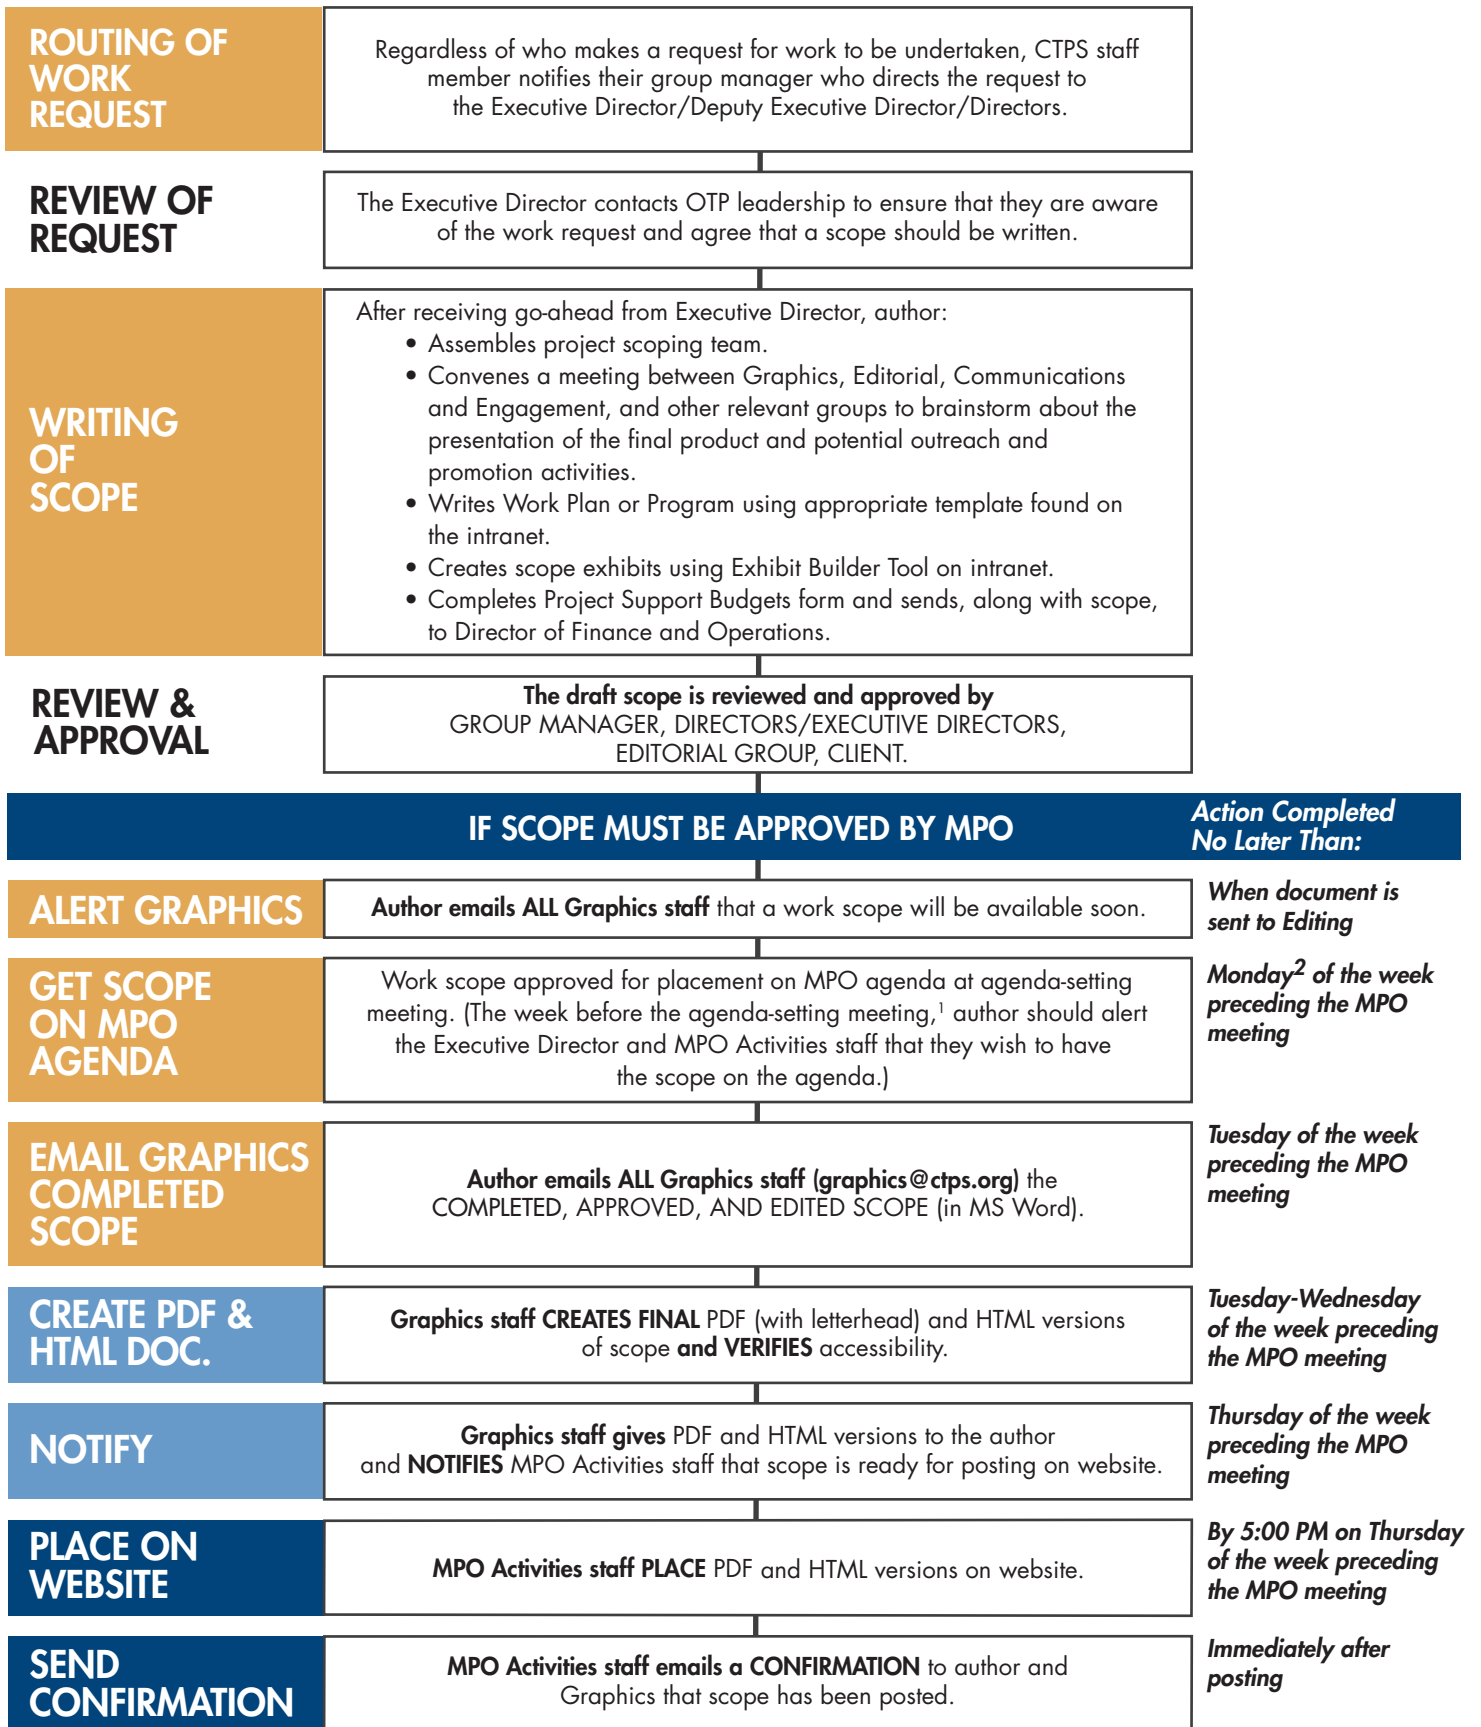 ROUTING OF
WORK
REQUEST
Regardless of who makes a request for work to be undertaken, CTPS staff
member notifies their group manager who directs the request to
the Executive Director/Deputy Executive Director/Directors.
REVIEW OF
REQUEST
The Executive Director contacts OTP leadership to ensure that they are aware
of the work request and agree that a scope should be written.
WRITING
OF
SCOPE
After receiving go-ahead from Executive Director, author:
• Assembles project scoping team.
• Convenes a meeting between Graphics, Editorial, Communications
and Engagement, and other relevant groups to brainstorm about the
presentation of the final product and potential outreach and
promotion activities.
• Writes Work Plan or Program using appropriate template found on
the intranet.
• Creates scope exhibits using Exhibit Builder Tool on intranet.
• Completes Project Support Budgets form and sends, along with scope,
to Director of Finance and Operations.
REVIEW &
APPROVAL
The draft scope is reviewed and approved by
GROUP MANAGER, DIRECTORS/EXECUTIVE DIRECTORS,
EDITORIAL GROUP, CLIENT.
IF SCOPE MUST BE APPROVED BY MPO
Action Completed
No Later Than:
ALERT GRAPHICS
Author emails ALL Graphics staff that a work scope will be available soon.
When document is
sent to Editing
GET SCOPE
ON MPO
AGENDA
Work scope approved for placement on MPO agenda at agenda-setting
meeting. (The week before the agenda-setting meeting,¹ author should alert
the Executive Director and MPO Activities staff that they wish to have
the scope on the agenda.)
Monday² of the week
preceding the MPO
meeting
EMAIL GRAPHICS
COMPLETED
SCOPE
Author emails ALL Graphics staff (graphics@ctps.org) the
COMPLETED, APPROVED, AND EDITED SCOPE (in MS Word).
Tuesday of the week
preceding the MPO
meeting
CREATE PDF &
HTML DOC.
Graphics staff CREATES FINAL PDF (with letterhead) and HTML versions
of scope and VERIFIES accessibility.
Tuesday-Wednesday
of the week preceding
the MPO meeting
NOTIFY
Graphics staff gives PDF and HTML versions to the author
and NOTIFIES MPO Activities staff that scope is ready for posting on website.
Thursday of the week
preceding the MPO
meeting
PLACE ON
WEBSITE
MPO Activities staff PLACE PDF and HTML versions on website.
By 5:00 PM on Thursday
of the week preceding
the MPO meeting
SEND
CONFIRMATION
MPO Activities staff emails a CONFIRMATION to author and
Graphics that scope has been posted.
Immediately after
posting